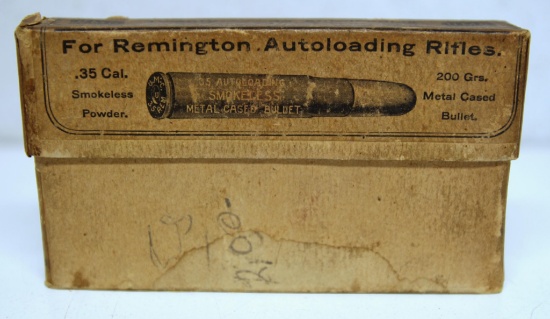 For Remington Autoloading Rifles.
.35 Cal.
Smokeless
Powder.
.35 AUTOLOADING
SMOKELESS
METAL CASED BULLET
200 Grs.
Metal Cased
Bullet.